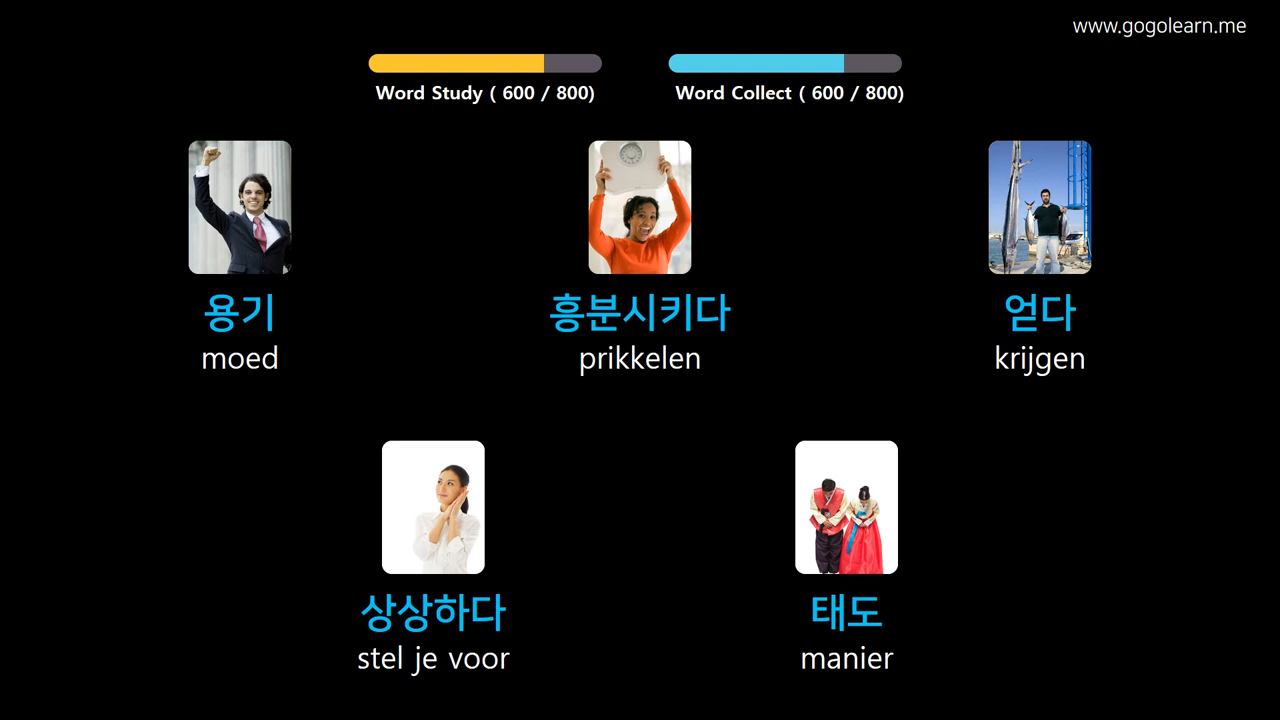 www.gogolearn.me
Word Study ( 600 / 800)
Word Collect ( 600 / 800)
용기
moed
흥분시키다
prikkelen
얻다
krijgen
상상하다
stel je voor
태도
manier